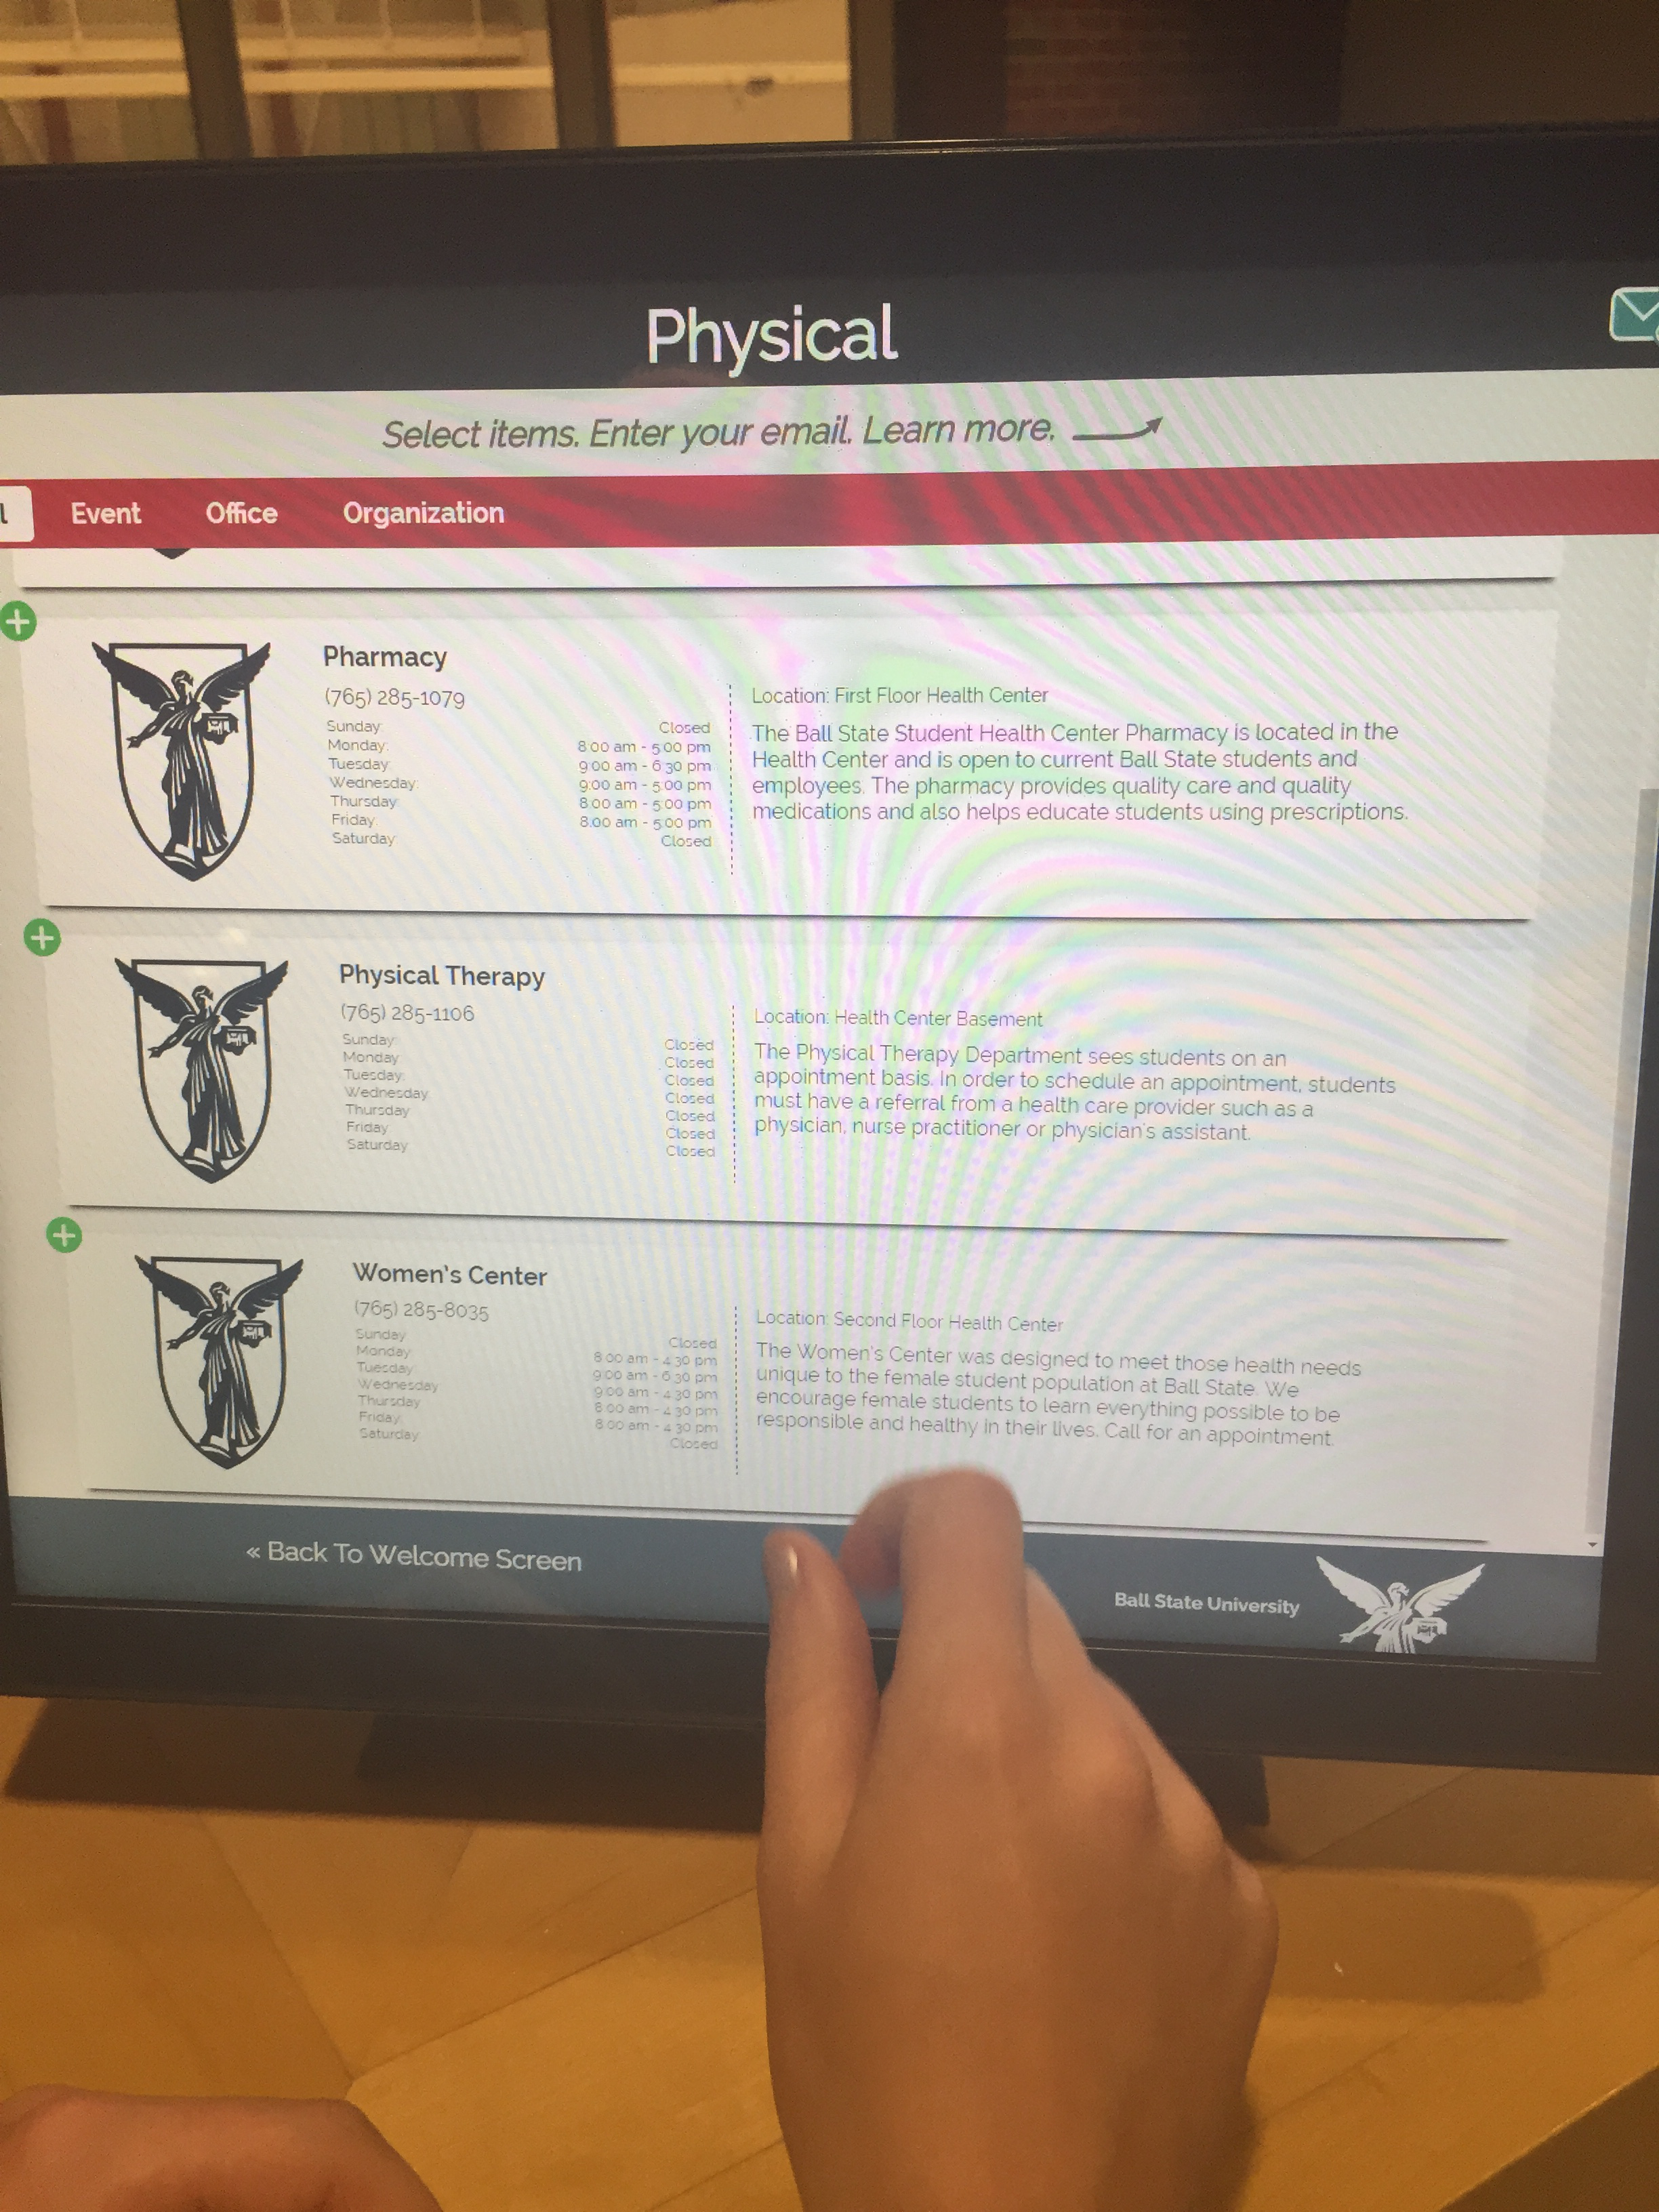 Physical
Select items. Enter your email. Learn more.
l
Event
Office
Organization
Pharmacy
(765) 285-1079
Sunday: Closed
Monday: 8:00 am - 5:00 pm
Tuesday: 9:00 am - 6:30 pm
Wednesday: 9:00 am - 5:00 pm
Thursday: 8:00 am - 5:00 pm
Friday: 8:00 am - 5:00 pm
Saturday: Closed
Location: First Floor Health Center
The Ball State Student Health Center Pharmacy is located in the
Health Center and is open to current Ball State students and
employees. The pharmacy provides quality care and quality
medications and also helps educate students using prescriptions.
Physical Therapy
(765) 285-1106
Sunday: Closed
Monday: Closed
Tuesday: Closed
Wednesday: Closed
Thursday: Closed
Friday: Closed
Saturday: Closed
Location: Health Center Basement
The Physical Therapy Department sees students on an
appointment basis. In order to schedule an appointment, students
must have a referral from a health care provider such as a
physician, nurse practitioner or physician's assistant.
Women's Center
(765) 285-8035
Sunday: Closed
Monday: 8:00 am - 4:30 pm
Tuesday: 9:00 am - 6:30 pm
Wednesday: 9:00 am - 4:30 pm
Thursday: 8:00 am - 4:30 pm
Friday: 8:00 am - 4:30 pm
Saturday: Closed
Location: Second Floor Health Center
The Women's Center was designed to meet those health needs
unique to the female student population at Ball State. We
encourage female students to learn everything possible to be
responsible and healthy in their lives. Call for an appointment.
« Back To Welcome Screen
Ball State University